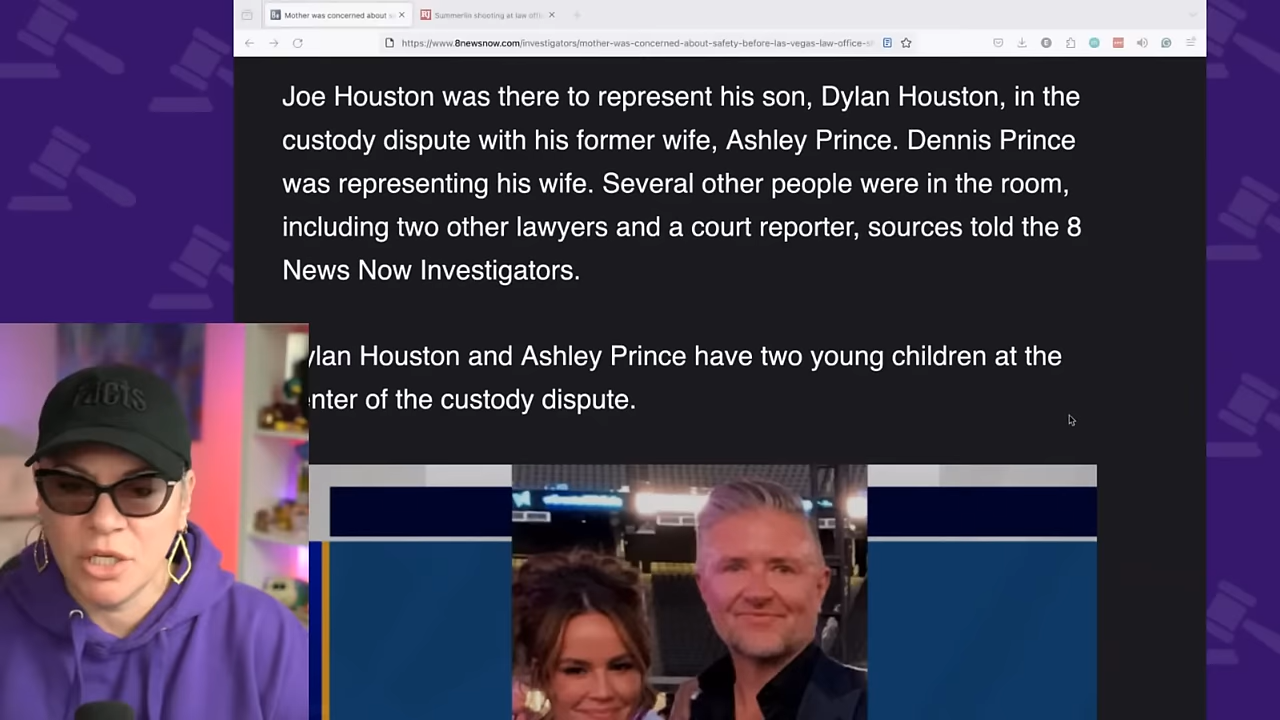 Mother was concerned about s
Summerlin shooting at law offi
https://www.8newsnow.com/investigators/mother-was-concerned-about-safety-before-las-vegas-law-office-s
Joe Houston was there to represent his son, Dylan Houston, in the
custody dispute with his former wife, Ashley Prince. Dennis Prince
was representing his wife. Several other people were in the room,
including two other lawyers and a court reporter, sources told the 8
News Now Investigators.
ylan Houston and Ashley Prince have two young children at the
enter of the custody dispute.
facts